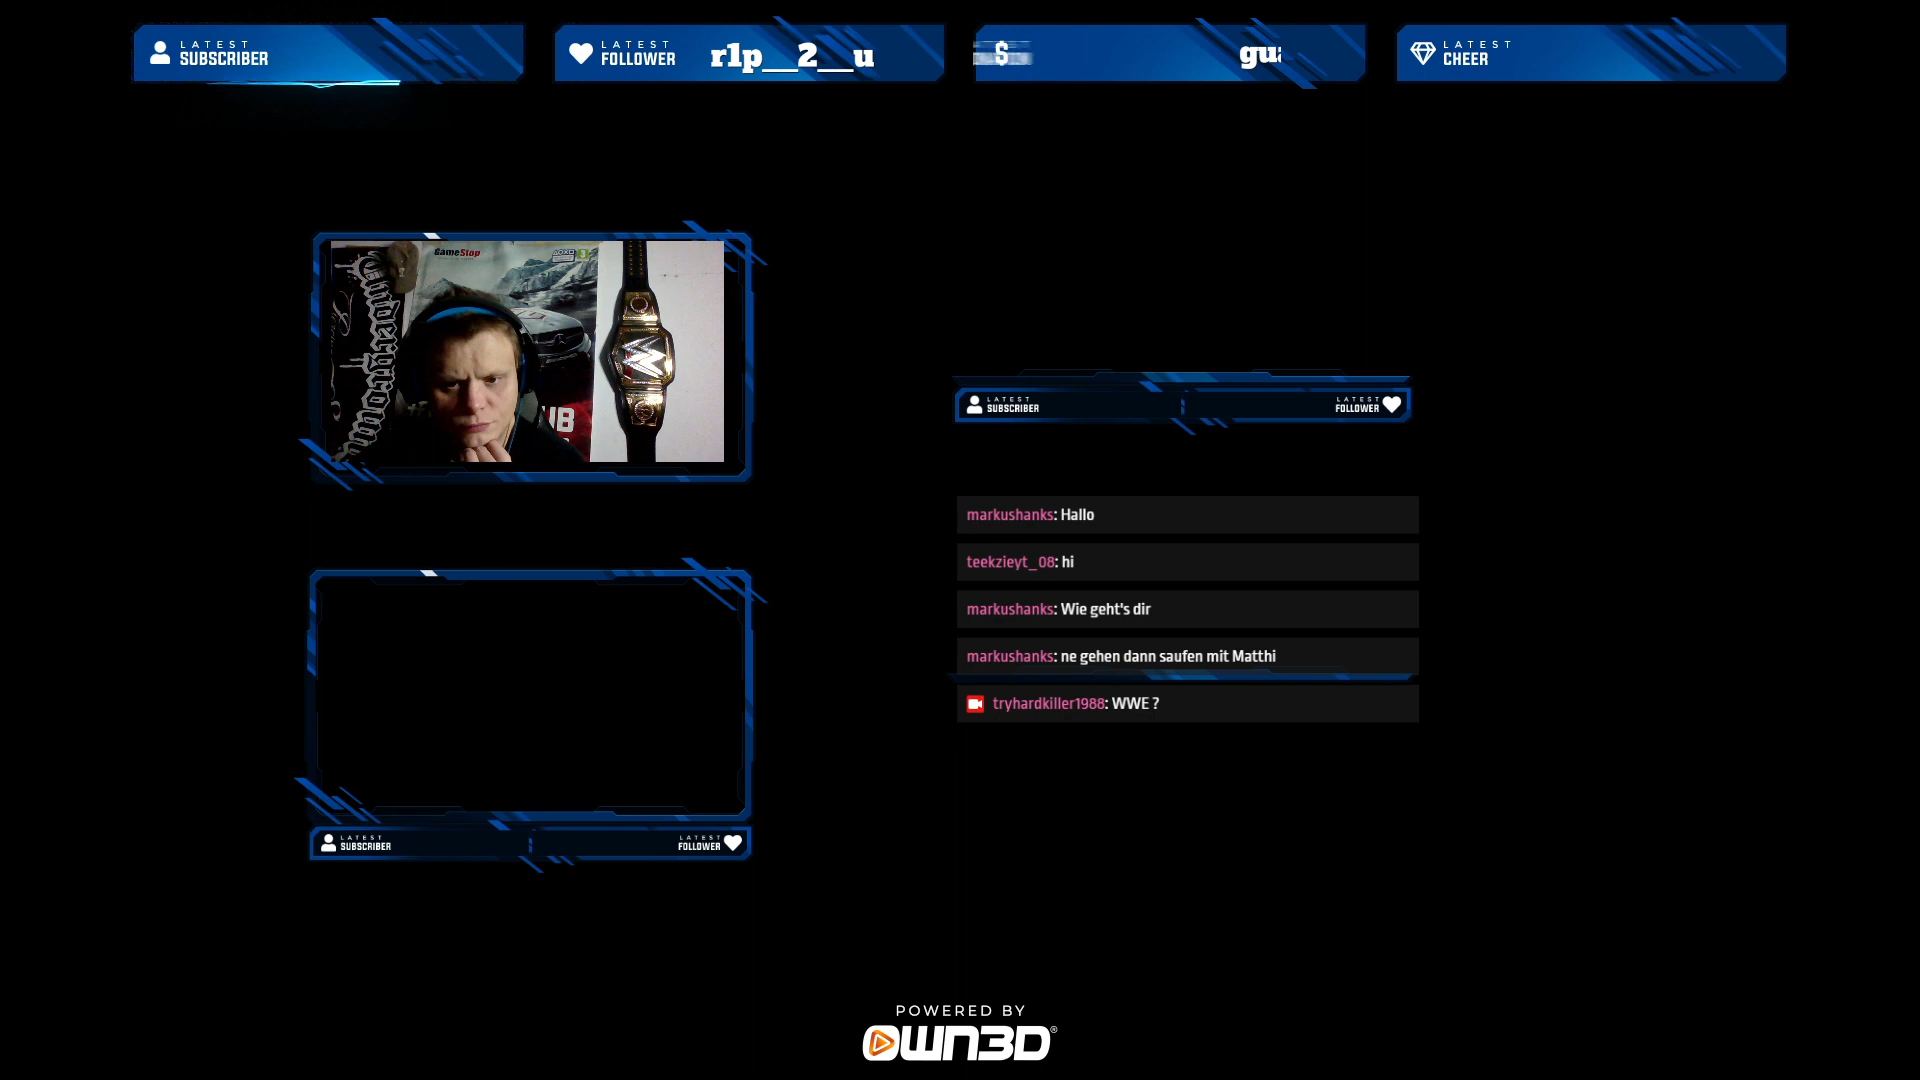 LATEST
SUBSCRIBER
LATEST
FOLLOWER
r1p__2__u
$
LATEST
CHEER
GameStop
LATEST
SUBSCRIBER
LATEST
FOLLOWER
markushanks: Hallo
teekzieyt_08: hi
markushanks: Wie geht's dir
markushanks: ne gehen dann saufen mit Matthi
tryhardkiller1988: WWE ?
LATEST
SUBSCRIBER
LATEST
FOLLOWER
POWERED BY
OWN3D®